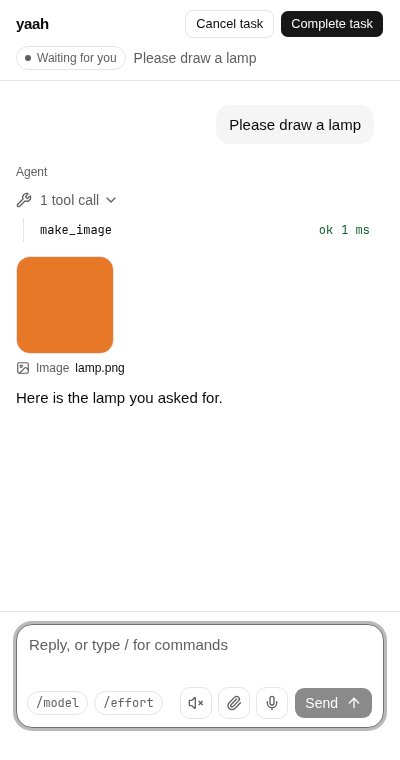 yaah
Cancel task
Complete task
Waiting for you
Please draw a lamp
Please draw a lamp
Agent
1 tool call
make_image
ok 1 ms
Image lamp.png
Here is the lamp you asked for.
Reply, or type / for commands
/model
/effort
Send